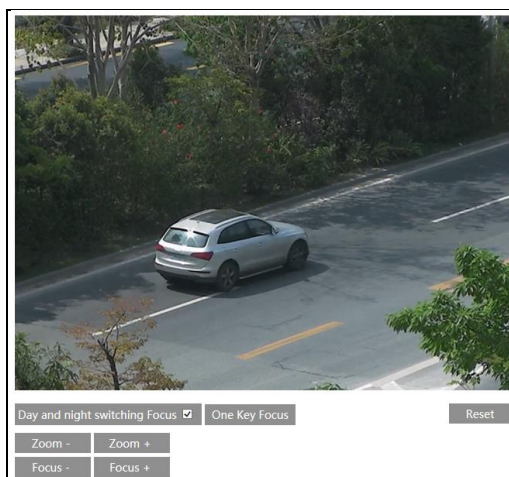 Day and night switching Focus One Key Focus Reset
Zoom - Zoom +
Focus - Focus +